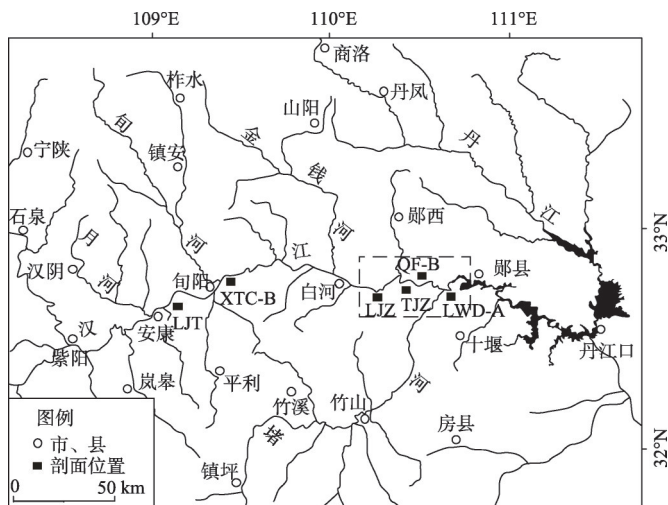 109°E 110°E 111°E
商洛
柞水
丹凤
山阳
旬
金
丹
宁陕
镇安
钱
江
石泉
月
河
郧西
33°N
汉阴
河
江
QF-B
郧县
旬阳
XTC-B
白河
河
LJZ
TJZ
LWD-A
汉
安康
LJT
十堰
丹江口
紫阳
岚皋
平利
河
竹溪
竹山
图例
堵
房县
市、县
32°N
剖面位置
镇坪
0 50 km